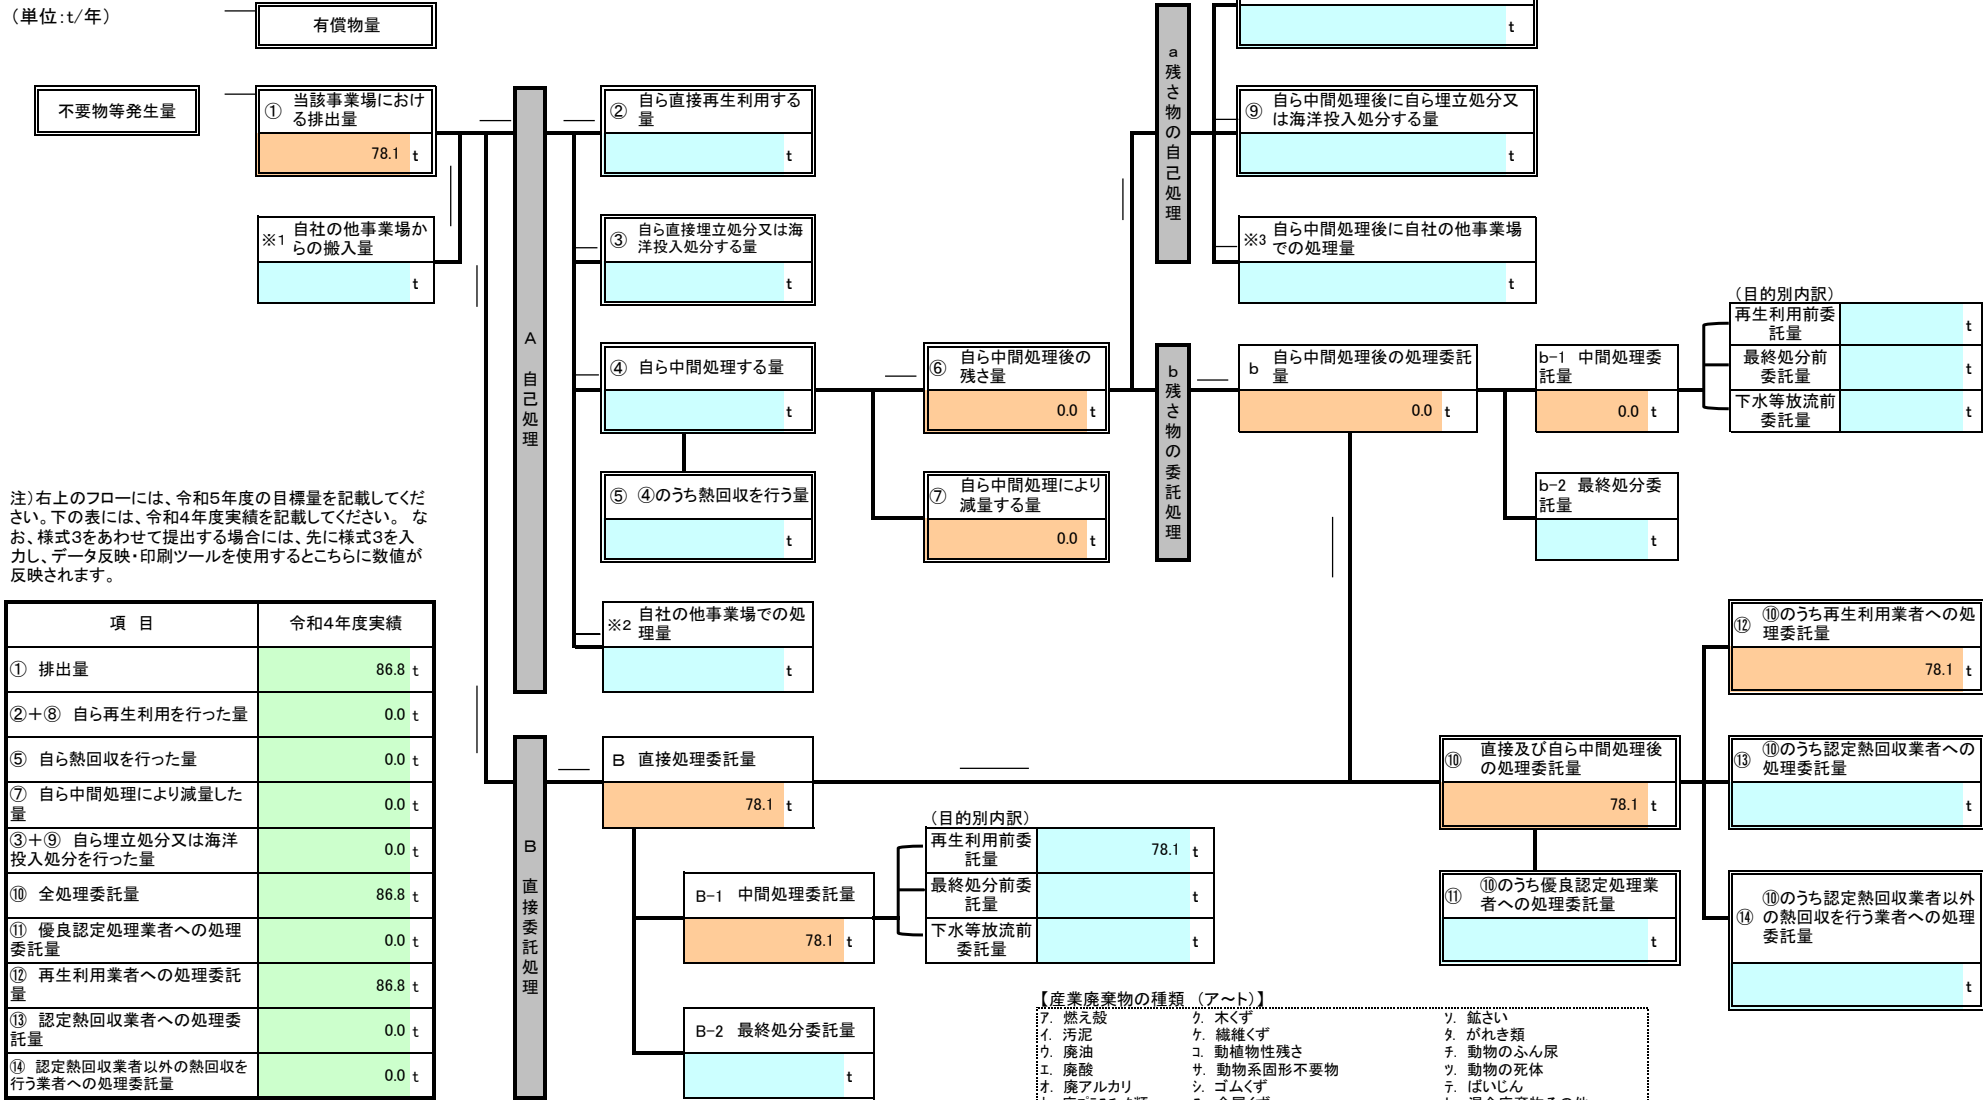 （単位:t/年）
有償物量
t
不要物等発生量
① 当該事業場におけ
る排出量
78.1 t
※1 自社の他事業場か
らの搬入量
t
A 自己処理
② 自ら直接再生利用する
量
t
③ 自ら直接埋立処分又は海
洋投入処分する量
t
④ 自ら中間処理する量
t
⑤ ④のうち熱回収を行う量
t
※2 自社の他事業場での処
理量
t
⑥ 自ら中間処理後の
残さ量
0.0 t
⑦ 自ら中間処理により
減量する量
0.0 t
a 残さ物の自己処理
⑨ 自ら中間処理後に自ら埋立処分又
は海洋投入処分する量
t
※3 自ら中間処理後に自社の他事業場
での処理量
t
b 残さ物の委託処理
b 自ら中間処理後の処理委託
量
0.0 t
b-1 中間処理委
託量
0.0 t
（目的別内訳）
再生利用前委
託量 t
最終処分前
委託量 t
下水等放流前
委託量 t
b-2 最終処分委
託量
t
注）右上のフローには、令和5年度の目標量を記載してくだ
さい。下の表には、令和4年度実績を記載してください。 な
お、様式3をあわせて提出する場合には、先に様式3を入
力し、データ反映・印刷ツールを使用するとこちらに数値が
反映されます。
項 目 令和4年度実績
① 排出量 86.8 t
②＋⑧ 自ら再生利用を行った量 0.0 t
⑤ 自ら熱回収を行った量 0.0 t
⑦ 自ら中間処理により減量した
量 0.0 t
③＋⑨ 自ら埋立処分又は海洋
投入処分を行った量 0.0 t
⑩ 全処理委託量 86.8 t
⑪ 優良認定処理業者への処理
委託量 0.0 t
⑫ 再生利用業者への処理委託
量 86.8 t
⑬ 認定熱回収業者への処理委
託量 0.0 t
⑭ 認定熱回収業者以外の熱回収を
行う業者への処理委託量 0.0 t
B 直接委託処理
B 直接処理委託量
78.1 t
B-1 中間処理委託量
78.1 t
（目的別内訳）
再生利用前委
託量 78.1 t
最終処分前委
託量 t
下水等放流前
委託量 t
B-2 最終処分委託量
t
⑩ 直接及び自ら中間処理後
の処理委託量
78.1 t
⑪ ⑩のうち優良認定処理業
者への処理委託量
t
⑫ ⑩のうち再生利用業者への処
理委託量
78.1 t
⑬ ⑩のうち認定熱回収業者への
処理委託量
t
⑭ ⑩のうち認定熱回収業者以外
の熱回収を行う業者への処理
委託量
t
【産業廃棄物の種類 （ア～ト）】
ア. 燃え殻 ク. 木くず ソ. 鉱さい
イ. 汚泥 ケ. 繊維くず タ. がれき類
ウ. 廃油 コ. 動植物性残さ チ. 動物のふん尿
エ. 廃酸 サ. 動物系固形不要物 ツ. 動物の死体
オ. 廃アルカリ シ. ゴムくず テ. ばいじん